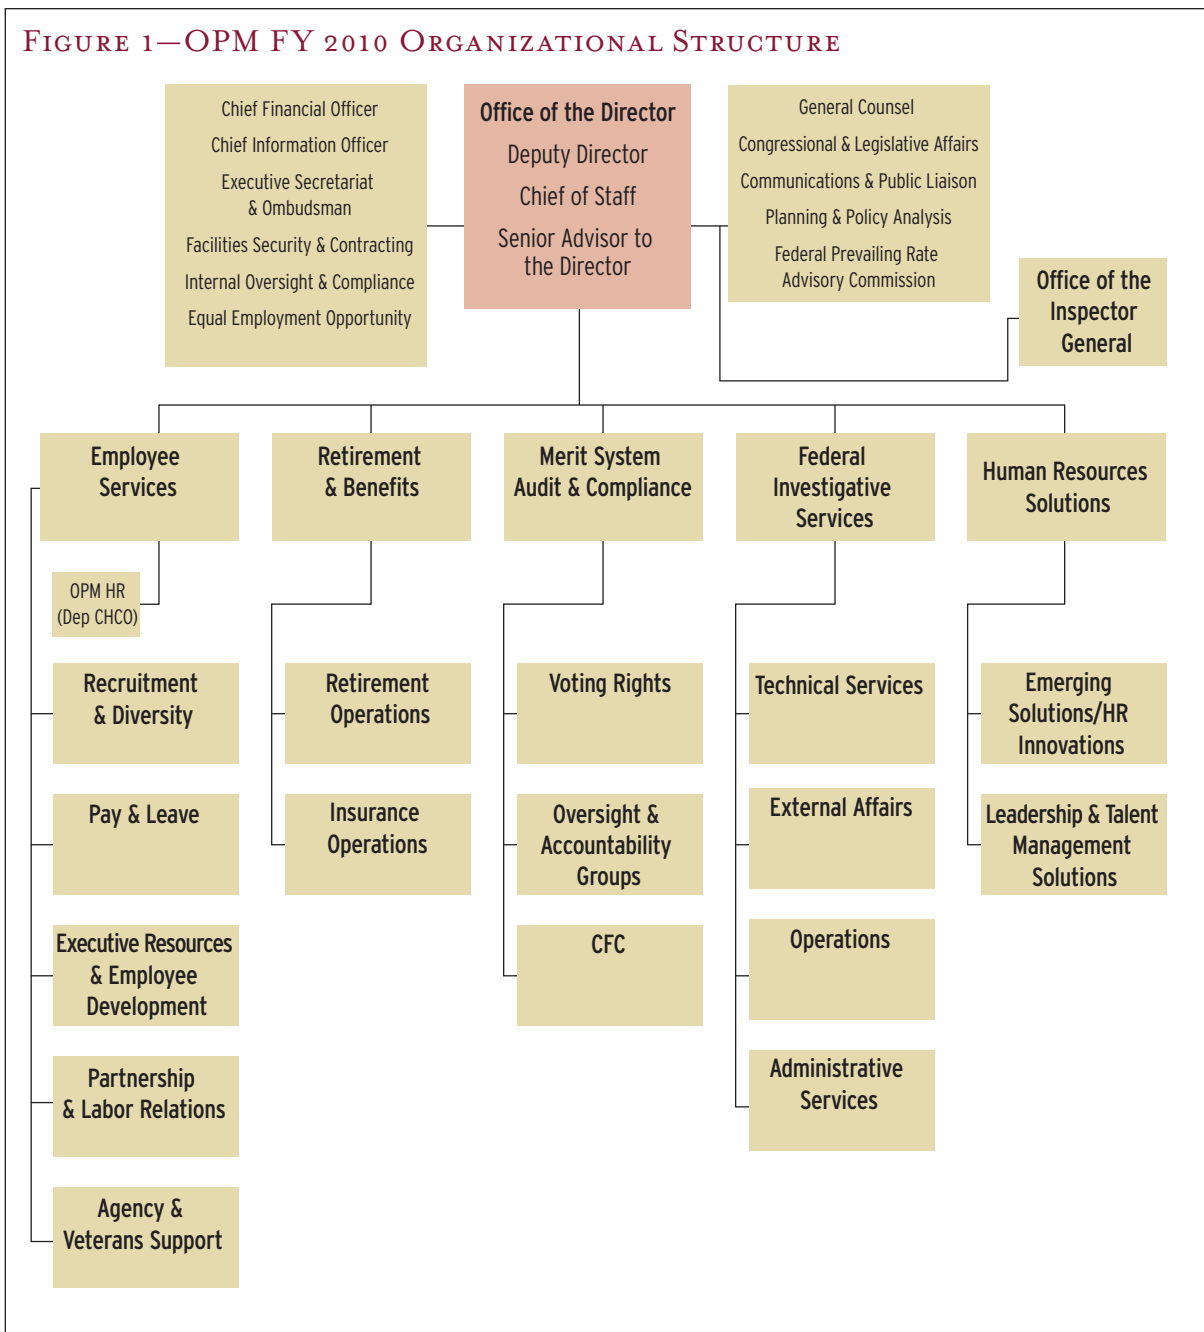 Figure 1—OPM FY 2010 Organizational Structure
Chief Financial Officer
Chief Information Officer
Executive Secretariat
& Ombudsman
Facilities Security & Contracting
Internal Oversight & Compliance
Equal Employment Opportunity
Office of the Director
Deputy Director
Chief of Staff
Senior Advisor to
the Director
General Counsel
Congressional & Legislative Affairs
Communications & Public Liaison
Planning & Policy Analysis
Federal Prevailing Rate
Advisory Commission
Office of the
Inspector
General
Employee
Services
Retirement
& Benefits
Merit System
Audit & Compliance
Federal
Investigative
Services
Human Resources
Solutions
OPM HR
(Dep CHCO)
Recruitment
& Diversity
Pay & Leave
Executive Resources
& Employee
Development
Partnership
& Labor Relations
Agency &
Veterans Support
Retirement
Operations
Insurance
Operations
Voting Rights
Oversight &
Accountability
Groups
CFC
Technical Services
External Affairs
Operations
Administrative
Services
Emerging
Solutions/HR
Innovations
Leadership & Talent
Management
Solutions